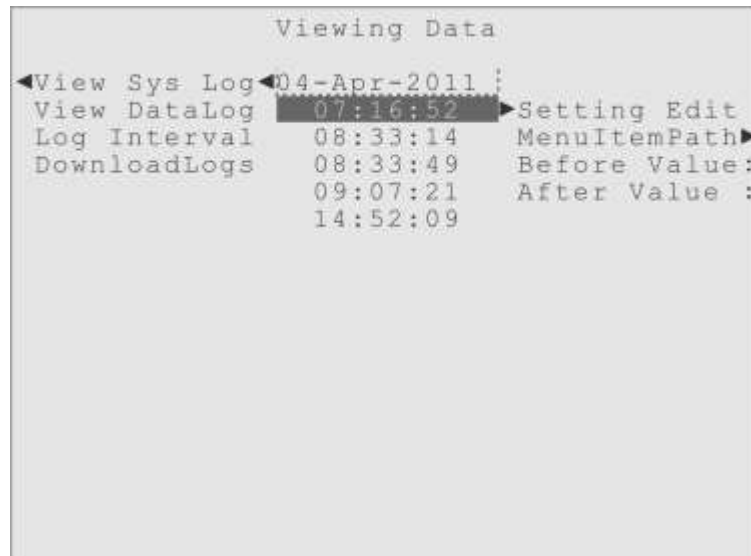 Viewing Data
◀View Sys Log◀04-Apr-2011
View DataLog 07:16:52 ▶Setting Edit
Log Interval 08:33:14 MenuItemPath▶
DownloadLogs 08:33:49 Before Value:
09:07:21 After Value :
14:52:09